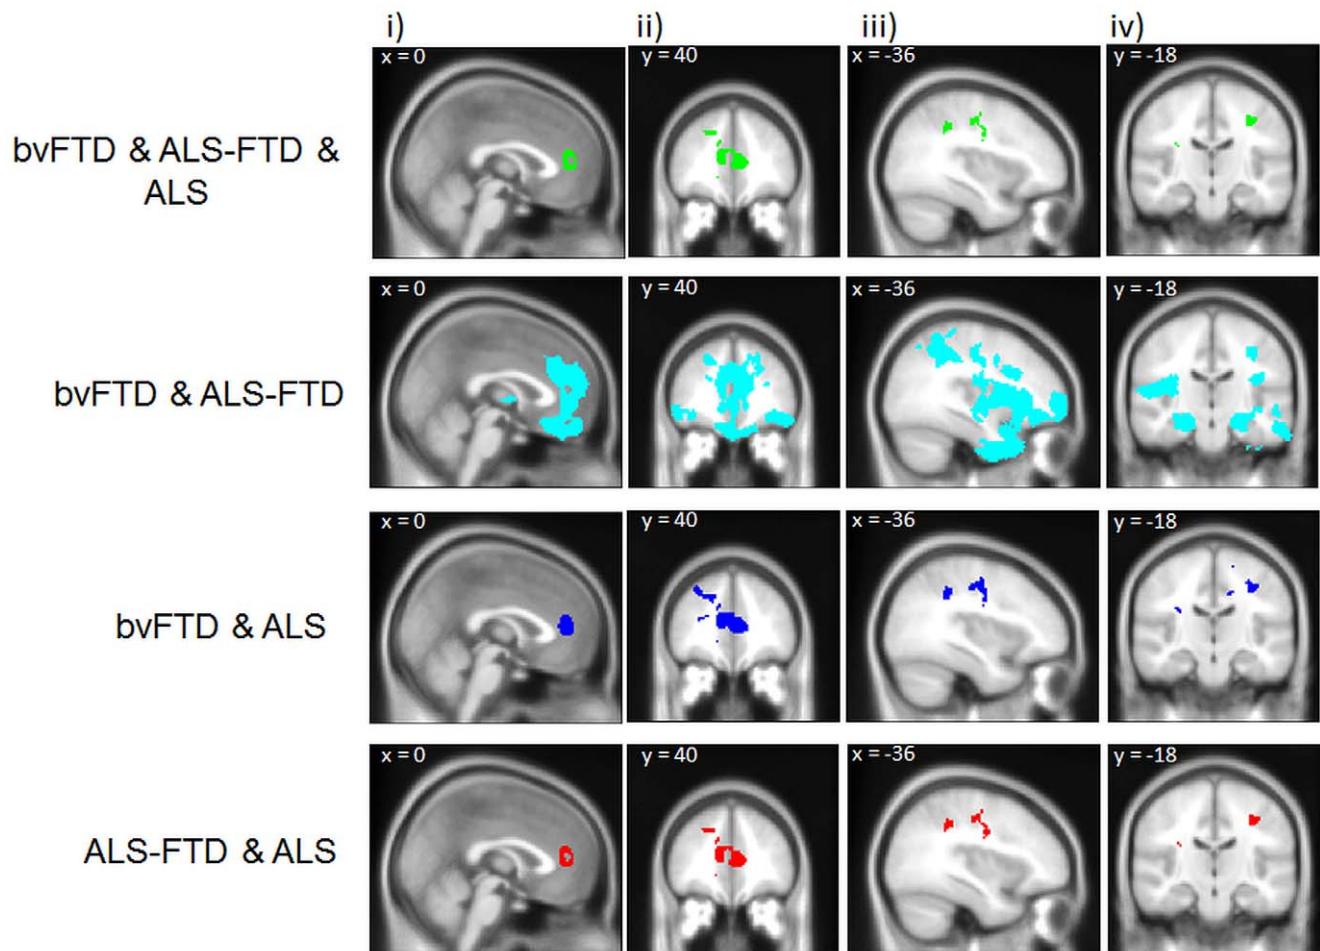 i) ii) iii) iv)
x = 0 y = 40 x = -36 y = -18
bvFTD & ALS-FTD &
ALS
x = 0 y = 40 x = -36 y = -18
bvFTD & ALS-FTD
x = 0 y = 40 x = -36 y = -18
bvFTD & ALS
x = 0 y = 40 x = -36 y = -18
ALS-FTD & ALS